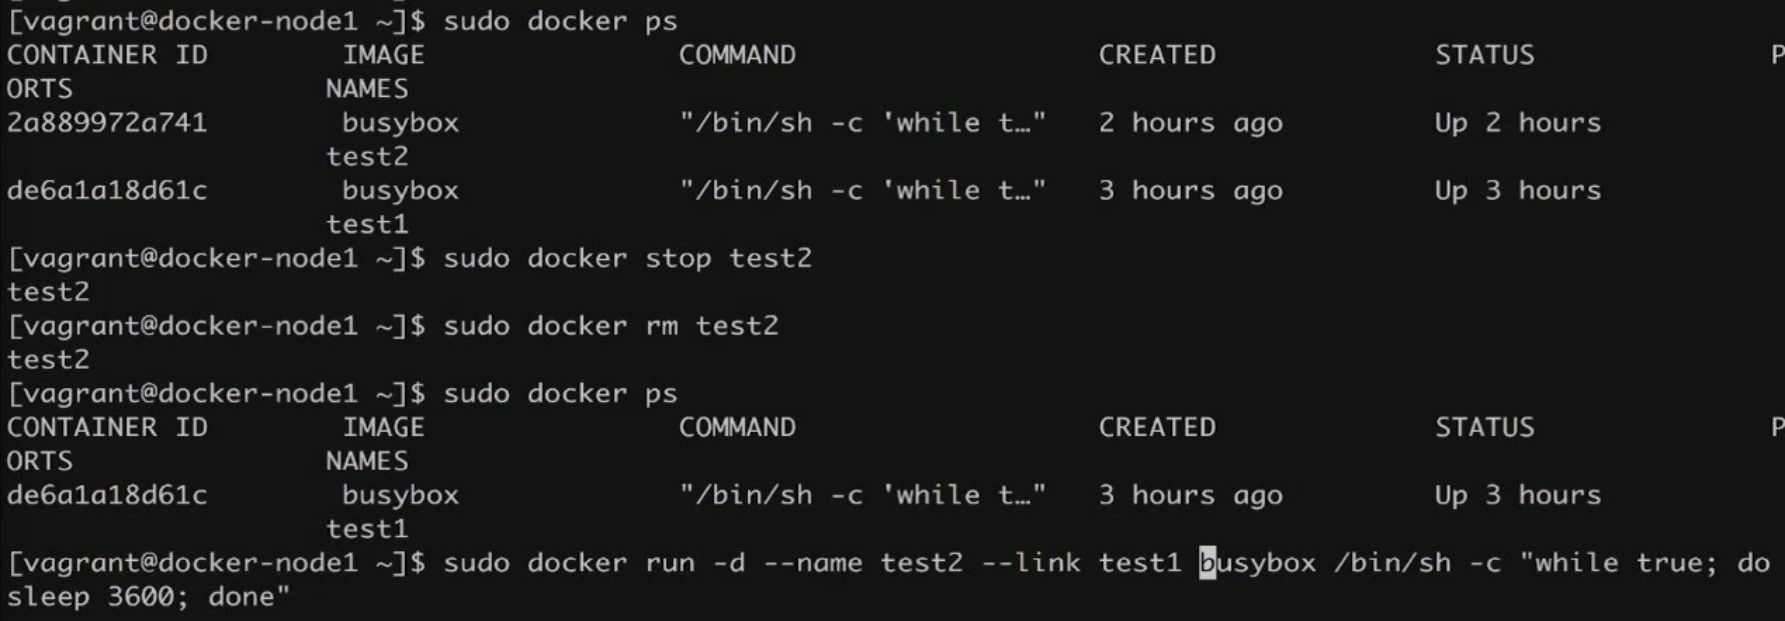 [vagrant@docker-node1 ~]$ sudo docker ps
CONTAINER ID        IMAGE               COMMAND                  CREATED             STATUS              P
ORTS               NAMES
2a889972a741        busybox             "/bin/sh -c 'while t…"   2 hours ago         Up 2 hours
                   test2
de6a1a18d61c        busybox             "/bin/sh -c 'while t…"   3 hours ago         Up 3 hours
                   test1
[vagrant@docker-node1 ~]$ sudo docker stop test2
test2
[vagrant@docker-node1 ~]$ sudo docker rm test2
test2
[vagrant@docker-node1 ~]$ sudo docker ps
CONTAINER ID        IMAGE               COMMAND                  CREATED             STATUS              P
ORTS               NAMES
de6a1a18d61c        busybox             "/bin/sh -c 'while t…"   3 hours ago         Up 3 hours
                   test1
[vagrant@docker-node1 ~]$ sudo docker run -d --name test2 --link test1 busybox /bin/sh -c "while true; do
sleep 3600; done"